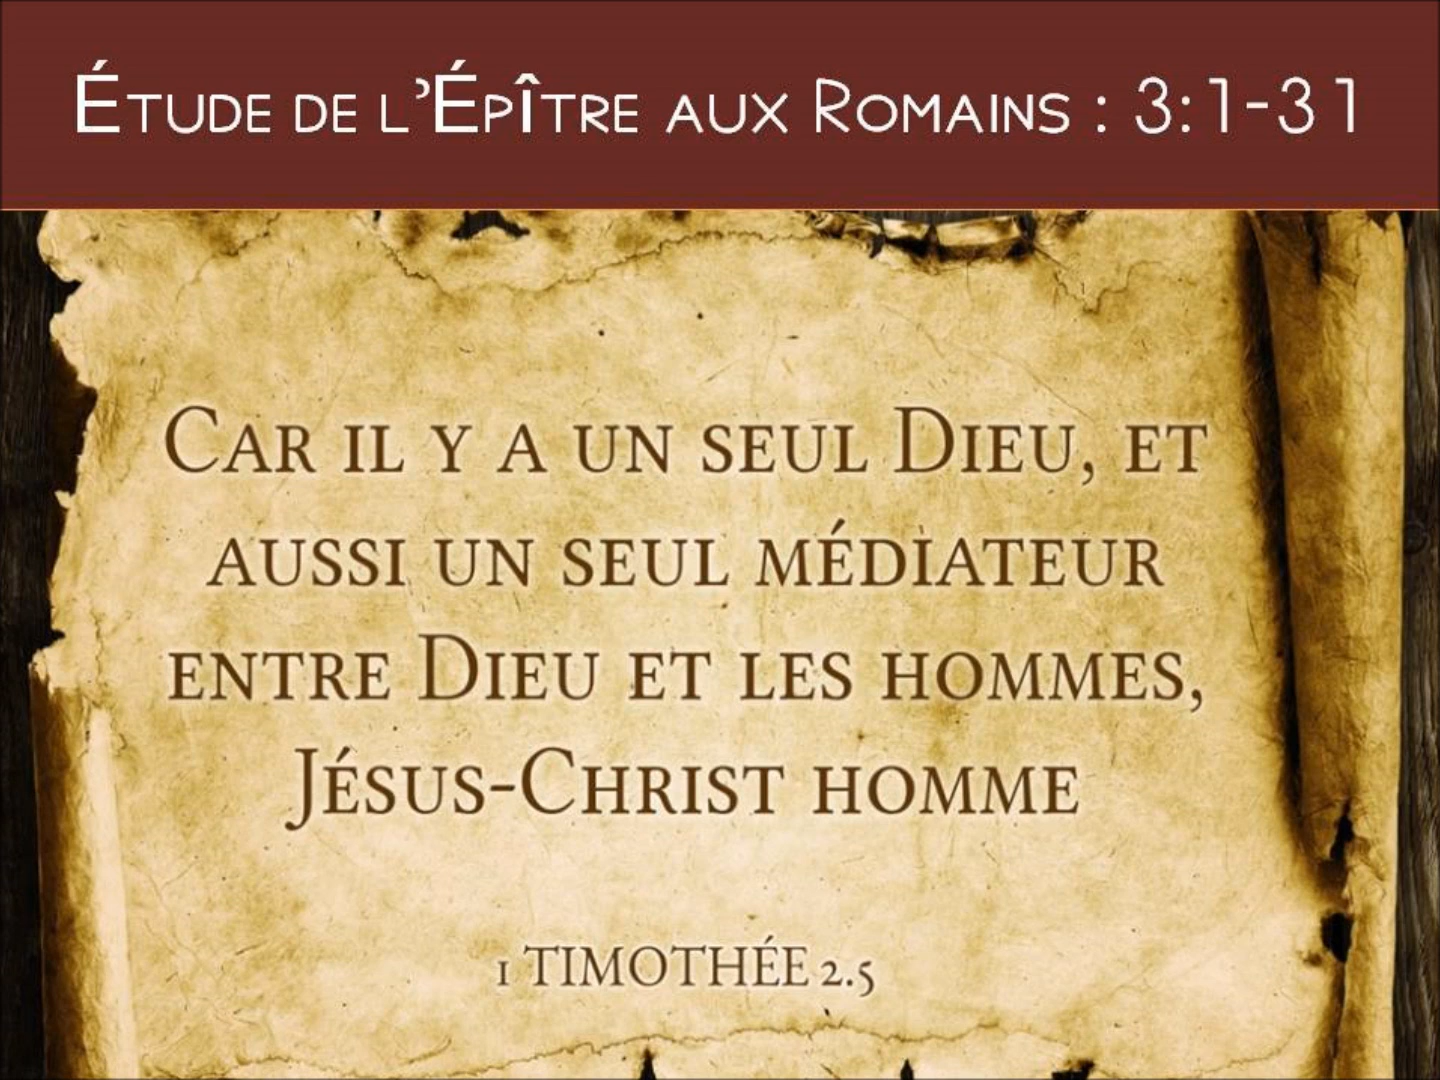 Étude de l'Épître aux Romains : 3:1-31
Car il y a un seul Dieu, et
aussi un seul médiateur
entre Dieu et les hommes,
Jésus-Christ homme
1 TIMOTHÉE 2.5